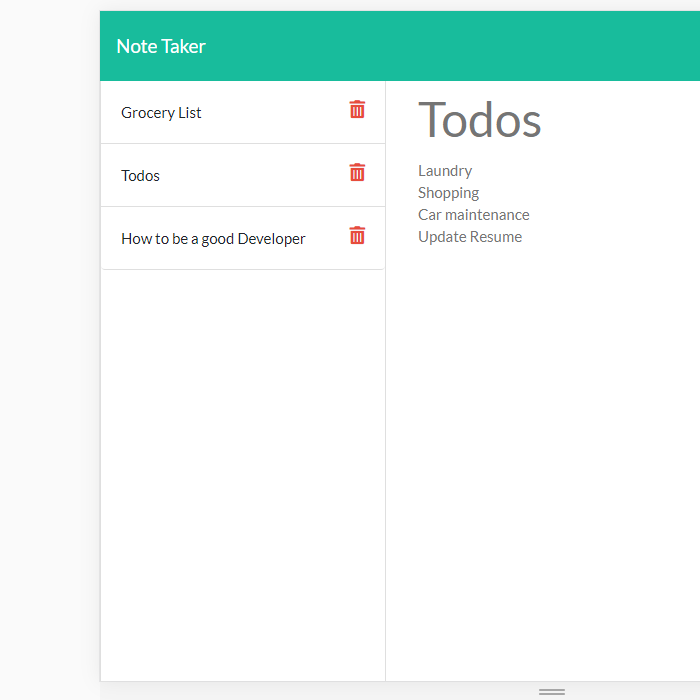 Note Taker
Grocery List
Todos
How to be a good Developer
Todos
Laundry
Shopping
Car maintenance
Update Resume